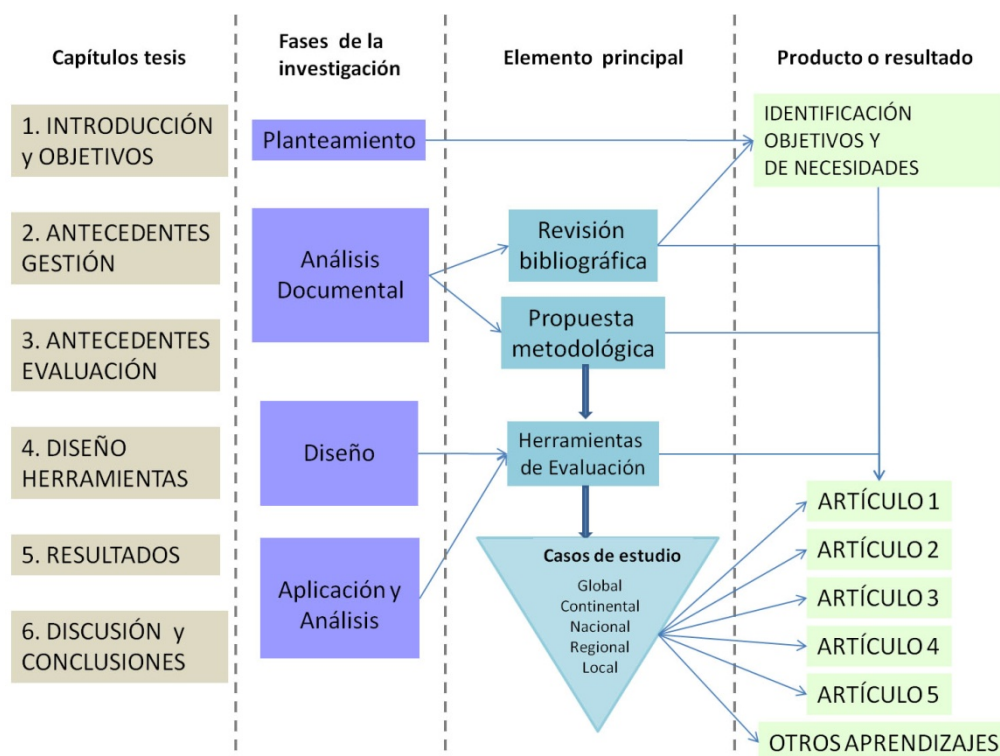 Capítulos tesis
1. INTRODUCCIÓN
y OBJETIVOS
2. ANTECEDENTES
GESTIÓN
3. ANTECEDENTES
EVALUACIÓN
4. DISEÑO
HERRAMIENTAS
5. RESULTADOS
6. DISCUSIÓN y
CONCLUSIONES
Fases de la
investigación
Planteamiento
Análisis
Documental
Diseño
Aplicación y
Análisis
Elemento principal
Revisión
bibliográfica
Propuesta
metodológica
Herramientas
de Evaluación
Casos de estudio
Global
Continental
Nacional
Regional
Local
Producto o resultado
IDENTIFICACIÓN
OBJETIVOS Y
DE NECESIDADES
ARTÍCULO 1
ARTÍCULO 2
ARTÍCULO 3
ARTÍCULO 4
ARTÍCULO 5
OTROS APRENDIZAJES